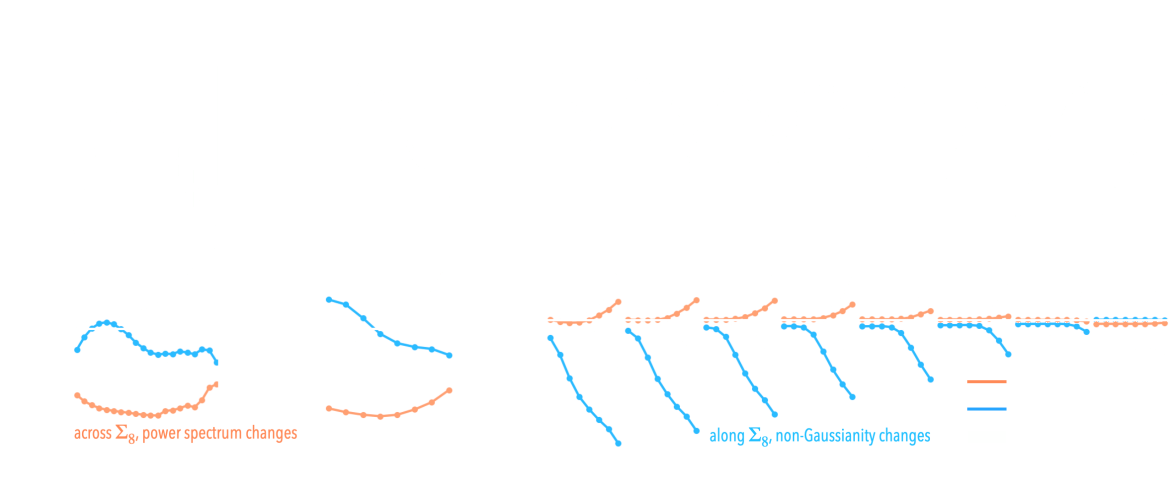 across Σ₈, power spectrum changes
along Σ₈, non-Gaussianity changes